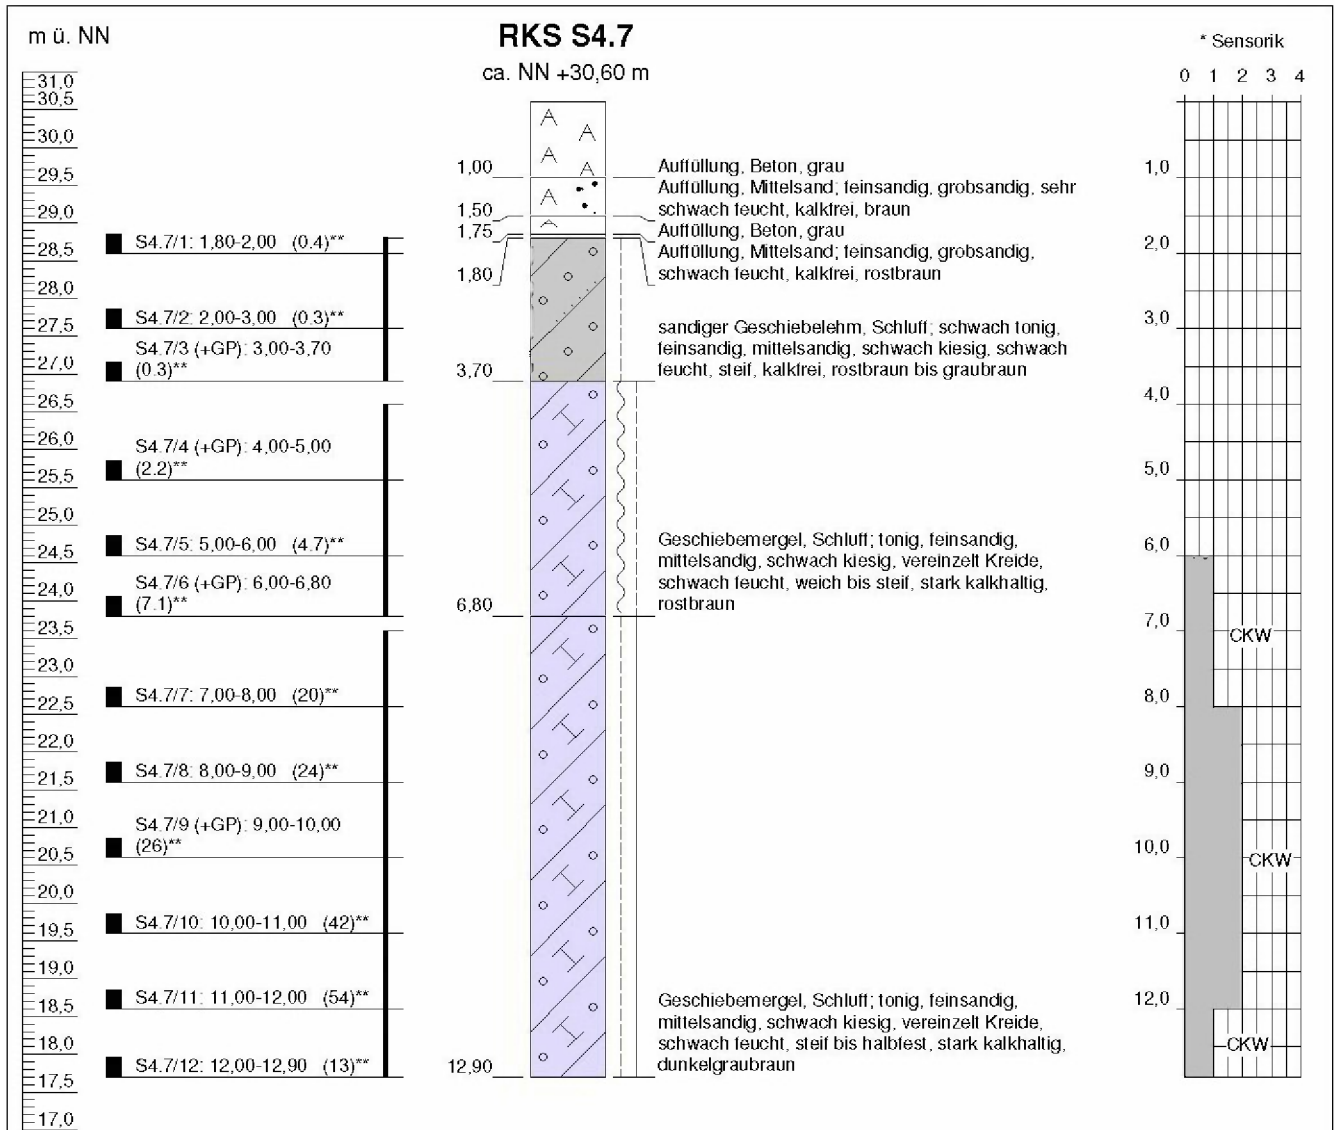 m ü. NN
RKS S4.7
ca. NN +30,60 m
* Sensorik
0 1 2 3 4
31,0
30,5
30,0
29,5
29,0
28,5
28,0
27,5
27,0
26,5
26,0
25,5
25,0
24,5
24,0
23,5
23,0
22,5
22,0
21,5
21,0
20,5
20,0
19,5
19,0
18,5
18,0
17,5
17,0
S4.7/1: 1,80-2,00 (0.4)**
S4.7/2: 2,00-3,00 (0.3)**
S4.7/3 (+GP): 3,00-3,70
(0.3)**
S4.7/4 (+GP): 4,00-5,00
(2.2)**
S4.7/5: 5,00-6,00 (4.7)**
S4.7/6 (+GP): 6,00-6,80
(7.1)**
S4.7/7: 7,00-8,00 (20)**
S4.7/8: 8,00-9,00 (24)**
S4.7/9 (+GP): 9,00-10,00
(26)**
S4.7/10: 10,00-11,00 (42)**
S4.7/11: 11,00-12,00 (54)**
S4.7/12: 12,00-12,90 (13)**
1,00
1,50
1,75
1,80
3,70
6,80
12,90
Auffüllung, Beton, grau
Auffüllung, Mittelsand; feinsandig, grobsandig, sehr
schwach feucht, kalkfrei, braun
Auffüllung, Beton, grau
Auffüllung, Mittelsand; feinsandig, grobsandig,
schwach feucht, kalkfrei, rostbraun
sandiger Geschiebelehm, Schluff; schwach tonig,
feinsandig, mittelsandig, schwach kiesig, schwach
feucht, steif, kalkfrei, rostbraun bis graubraun
Geschiebemergel, Schluff; tonig, feinsandig,
mittelsandig, schwach kiesig, vereinzelt Kreide,
schwach feucht, weich bis steif, stark kalkhaltig,
rostbraun
Geschiebemergel, Schluff; tonig, feinsandig,
mittelsandig, schwach kiesig, vereinzelt Kreide,
schwach feucht, steif bis halbfest, stark kalkhaltig,
dunkelgraubraun
1,0
2,0
3,0
4,0
5,0
6,0
7,0
8,0
9,0
10,0
11,0
12,0
CKW
CKW
CKW